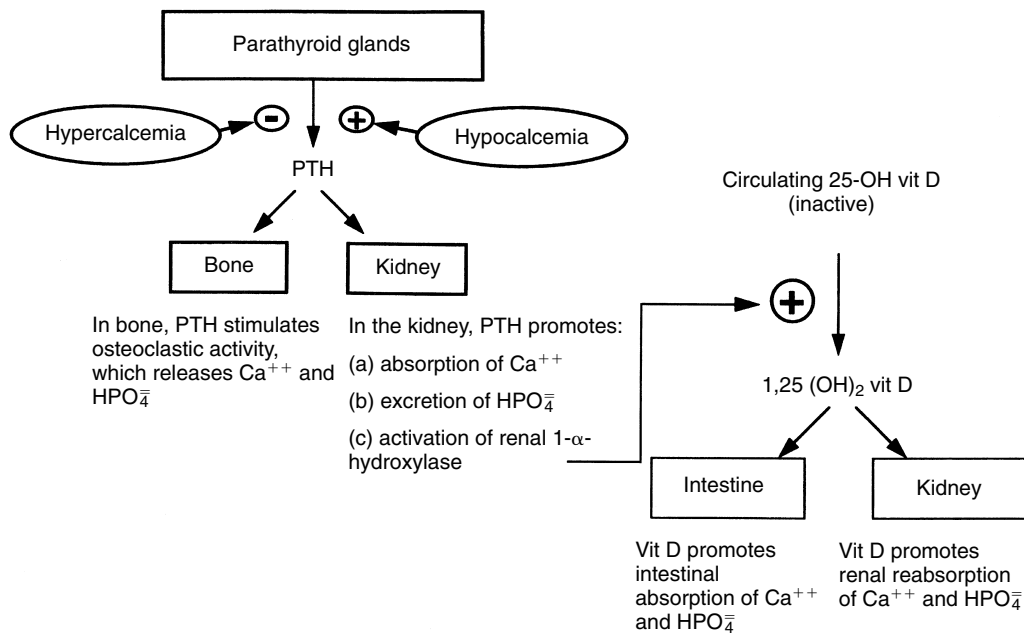 Parathyroid glands
-
+
Hypercalcemia
Hypocalcemia
PTH
Bone
Kidney
In bone, PTH stimulates
osteoclastic activity,
which releases Ca⁺⁺ and
HPO₄⁼
In the kidney, PTH promotes:
(a) absorption of Ca⁺⁺
(b) excretion of HPO₄⁼
(c) activation of renal 1-α-
hydroxylase
Circulating 25-OH vit D
(inactive)
+
1,25 (OH)₂ vit D
Intestine
Kidney
Vit D promotes
intestinal
absorption of Ca⁺⁺
and HPO₄⁼
Vit D promotes
renal reabsorption
of Ca⁺⁺ and HPO₄⁼